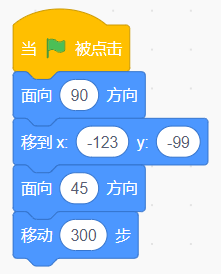 当 被点击
面向 90 方向
移到 x: -123 y: -99
面向 45 方向
移动 300 步